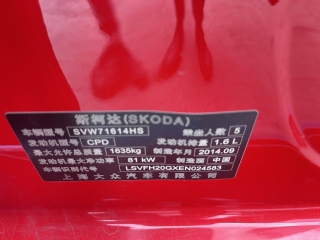 斯柯达(SKODA)
车辆型号 SVW71614HS 乘坐人数 5
发动机型号 CPD 发动机排量 1.6 L
最大允许总质量 1635kg 制造年月 2014.09
发动机最大净功率 81 kW 制造国 中国
车辆识别代号 LSVFH20GXEN024583
上海大众汽车有限公司